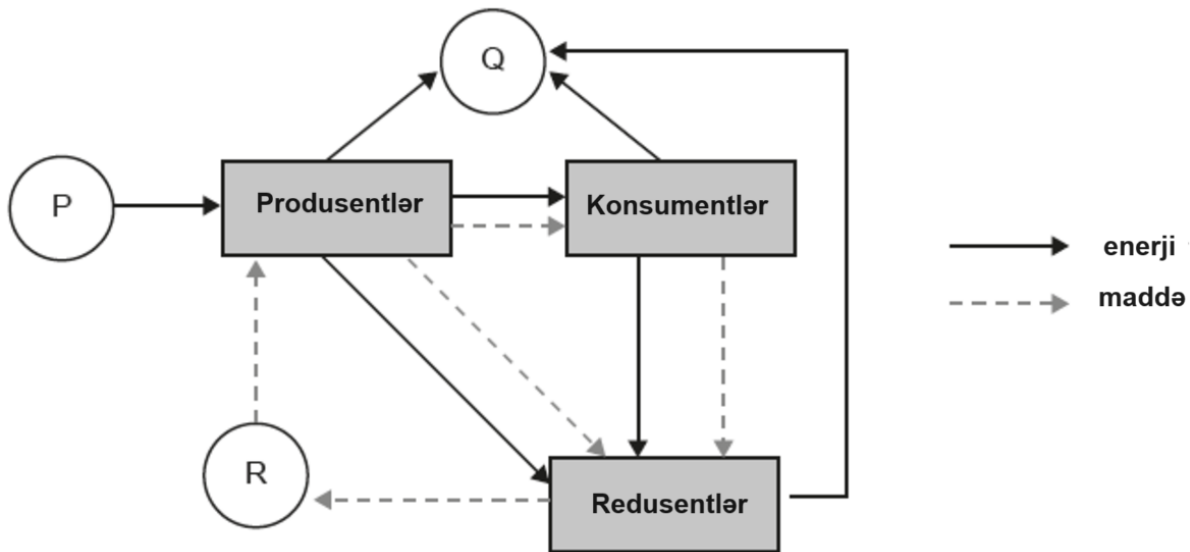 Q
P
Produsentlər
Konsumentlər
enerji
maddə
R
Redusentlər